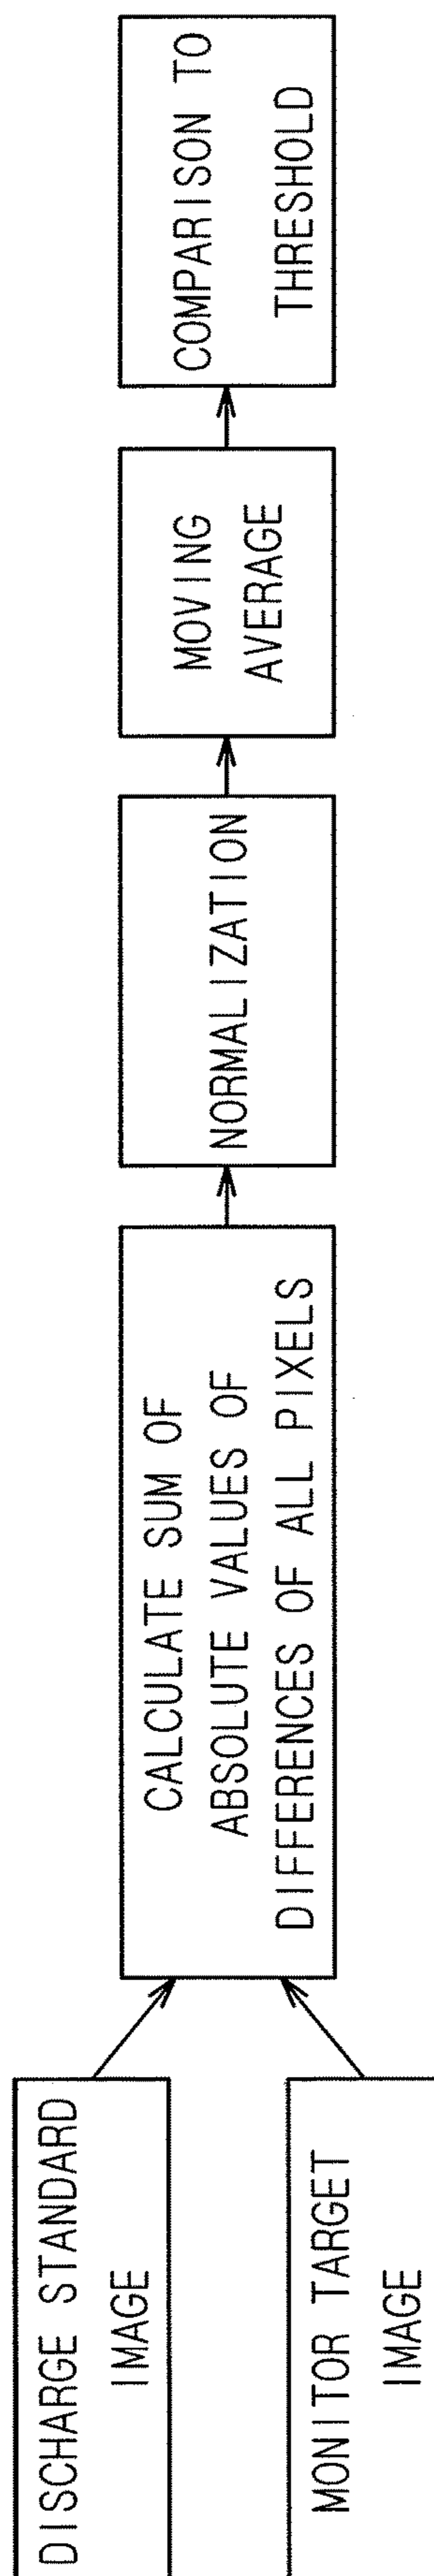 DISCHARGE STANDARD
IMAGE
MONITOR TARGET
IMAGE
CALCULATE SUM OF
ABSOLUTE VALUES OF
DIFFERENCES OF ALL PIXELS
NORMALIZATION
MOVING
AVERAGE
COMPARISON TO
THRESHOLD